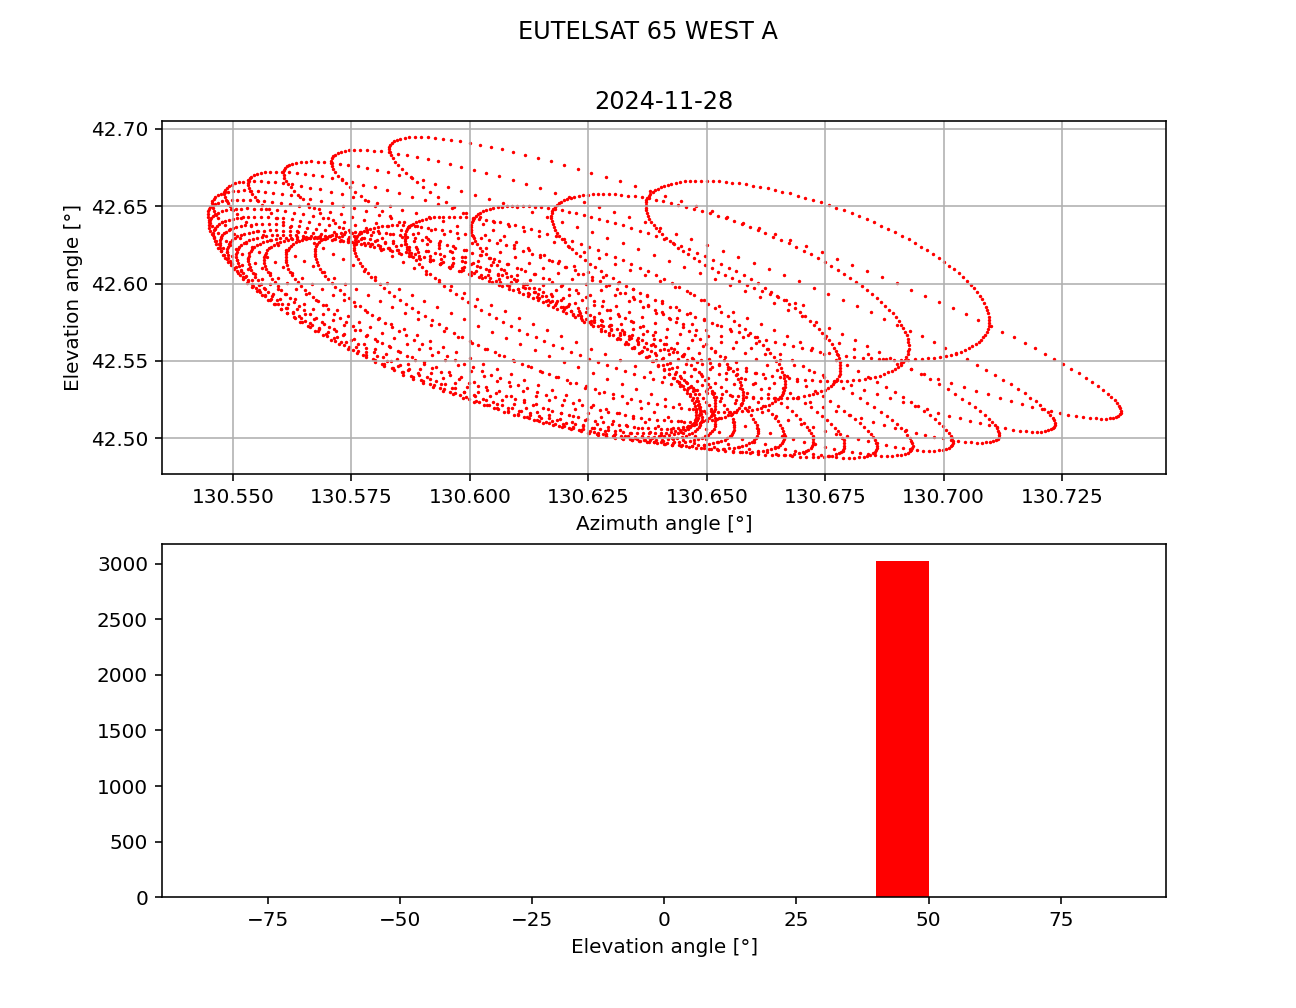 EUTELSAT 65 WEST A
2024-11-28
42.70
42.65
42.60
42.55
42.50
Elevation angle [°]
130.550 130.575 130.600 130.625 130.650 130.675 130.700 130.725
Azimuth angle [°]
3000
2500
2000
1500
1000
500
0
−75 −50 −25 0 25 50 75
Elevation angle [°]